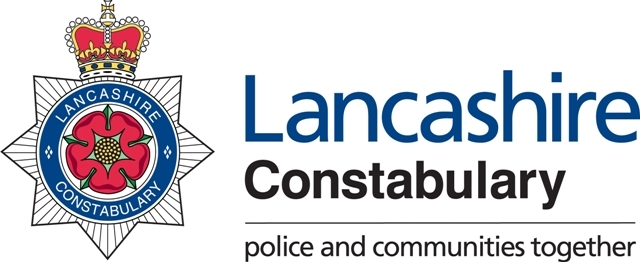 LANCASHIRE
CONSTABULARY
Lancashire
Constabulary
police and communities together